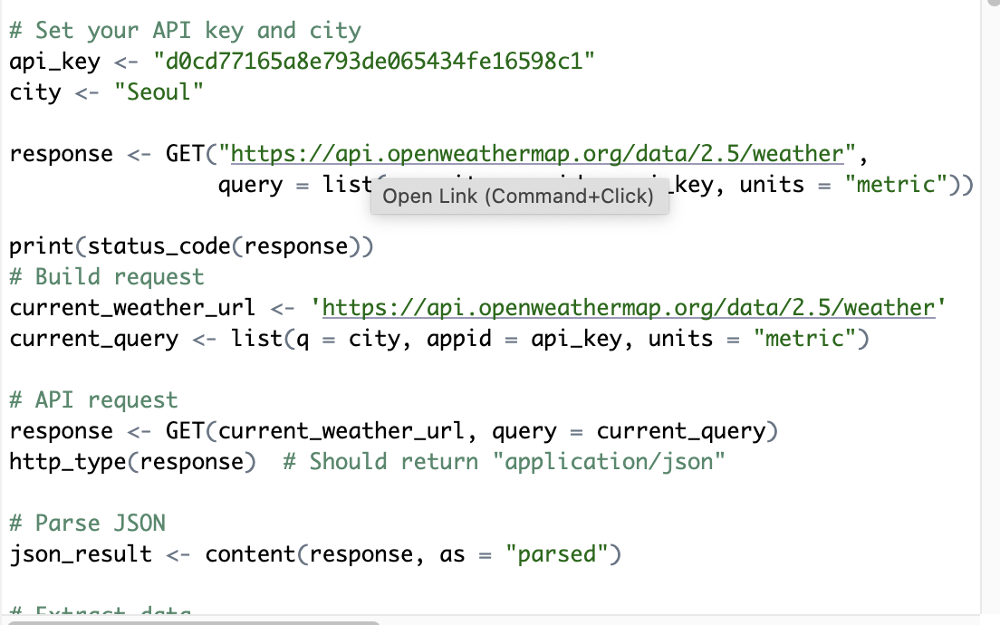 # Set your API key and city
api_key <- "d0cd77165a8e793de065434fe16598c1"
city <- "Seoul"
response <- GET("https://api.openweathermap.org/data/2.5/weather",
query = list( key, units = "metric"))
Open Link (Command+Click)
print(status_code(response))
# Build request
current_weather_url <- 'https://api.openweathermap.org/data/2.5/weather'
current_query <- list(q = city, appid = api_key, units = "metric")
# API request
response <- GET(current_weather_url, query = current_query)
http_type(response)  # Should return "application/json"
# Parse JSON
json_result <- content(response, as = "parsed")
# Extract data